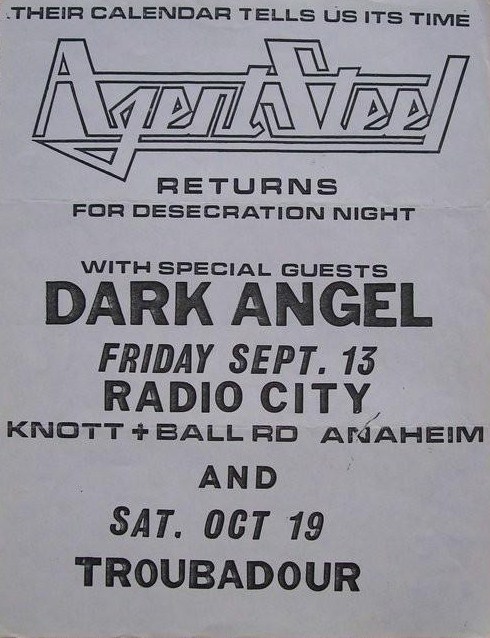 .THEIR CALENDAR TELLS US ITS TIME
Agent Steel
RETURNS
FOR DESECRATION NIGHT
WITH SPECIAL GUESTS
DARK ANGEL
FRIDAY SEPT. 13
RADIO CITY
KNOTT + BALL RD ANAHEIM
AND
SAT. OCT 19
TROUBADOUR